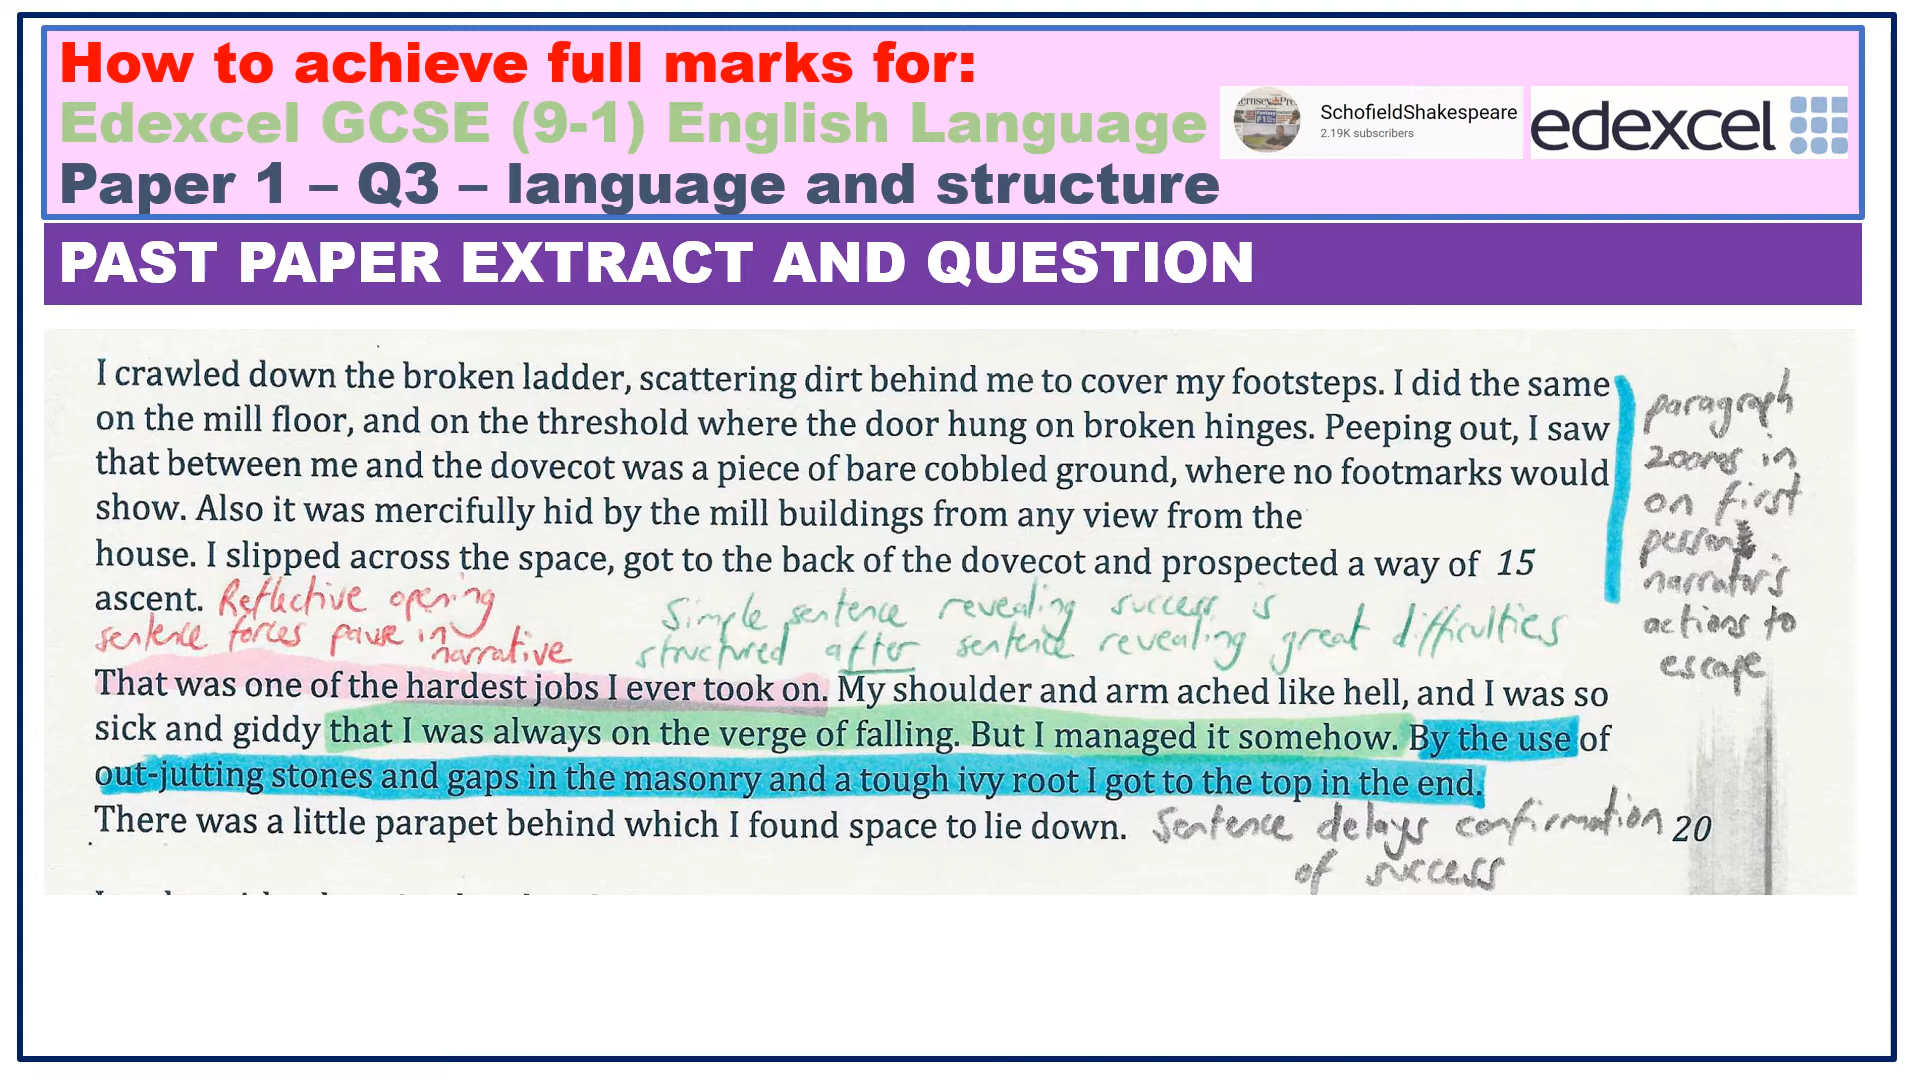 How to achieve full marks for:
Edexcel GCSE (9-1) English Language
Paper 1 – Q3 – language and structure
SchofieldShakespeare
2.19K subscribers
edexcel
PAST PAPER EXTRACT AND QUESTION
I crawled down the broken ladder, scattering dirt behind me to cover my footsteps. I did the same
on the mill floor, and on the threshold where the door hung on broken hinges. Peeping out, I saw
that between me and the dovecot was a piece of bare cobbled ground, where no footmarks would
show. Also it was mercifully hid by the mill buildings from any view from the
house. I slipped across the space, got to the back of the dovecot and prospected a way of 15
ascent.
paragraph
zooms in
on first
person
narrator's
actions to
escape
Reflective opening
sentence forces pause in
narrative
Simple sentence revealing success is
structured after sentence revealing great difficulties
That was one of the hardest jobs I ever took on. My shoulder and arm ached like hell, and I was so
sick and giddy that I was always on the verge of falling. But I managed it somehow. By the use of
out-jutting stones and gaps in the masonry and a tough ivy root I got to the top in the end.
There was a little parapet behind which I found space to lie down. 20
Sentence delays confirmation
of success